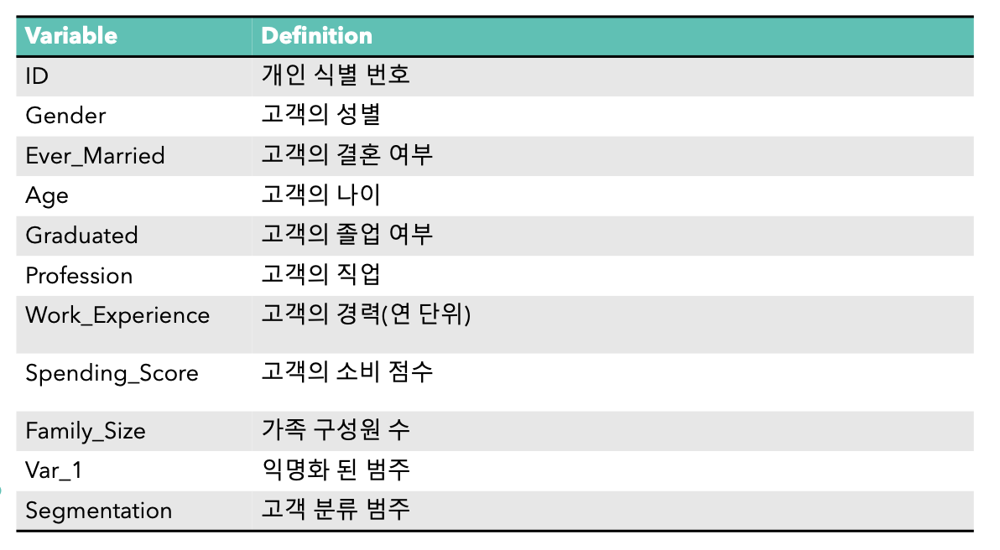 Variable Definition
ID 개인 식별 번호
Gender 고객의 성별
Ever_Married 고객의 결혼 여부
Age 고객의 나이
Graduated 고객의 졸업 여부
Profession 고객의 직업
Work_Experience 고객의 경력(연 단위)
Spending_Score 고객의 소비 점수
Family_Size 가족 구성원 수
Var_1 익명화 된 범주
Segmentation 고객 분류 범주